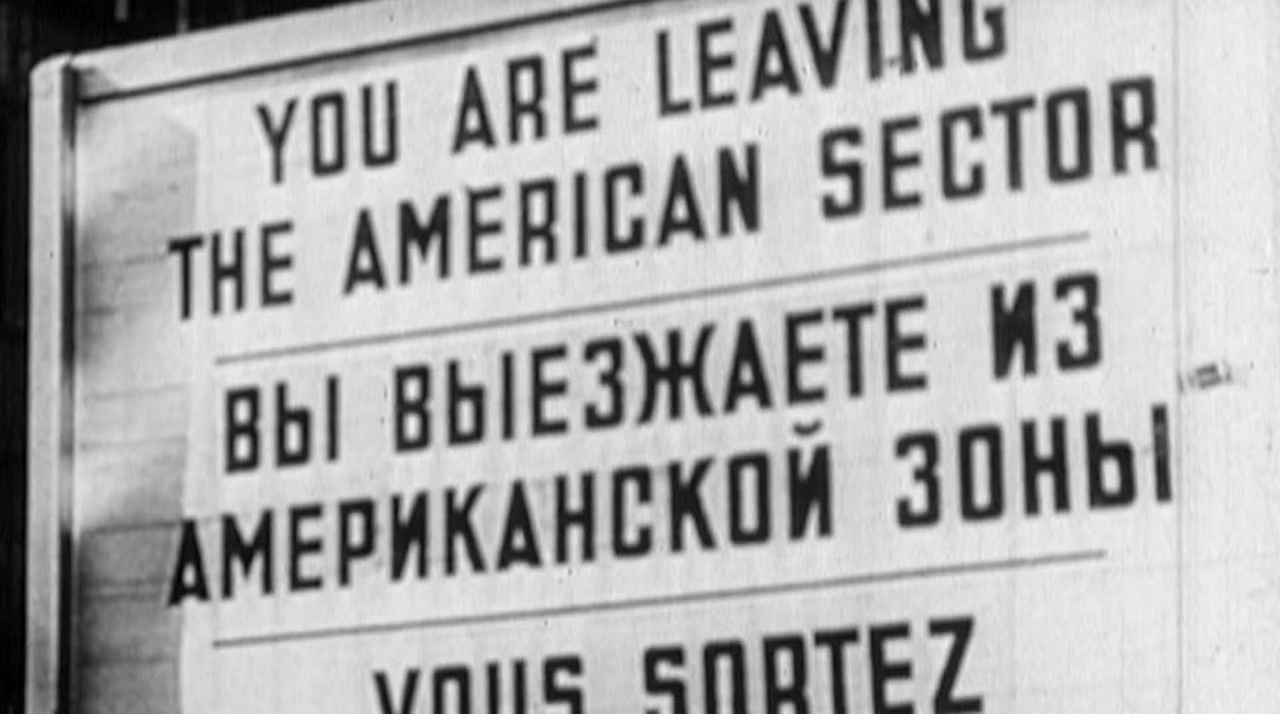 YOU ARE LEAVING
THE AMERICAN SECTOR
ВЫ ВЫЕЗЖАЕТЕ ИЗ
АМЕРИКАНСКОЙ ЗОНЫ
VOUS SORTEZ